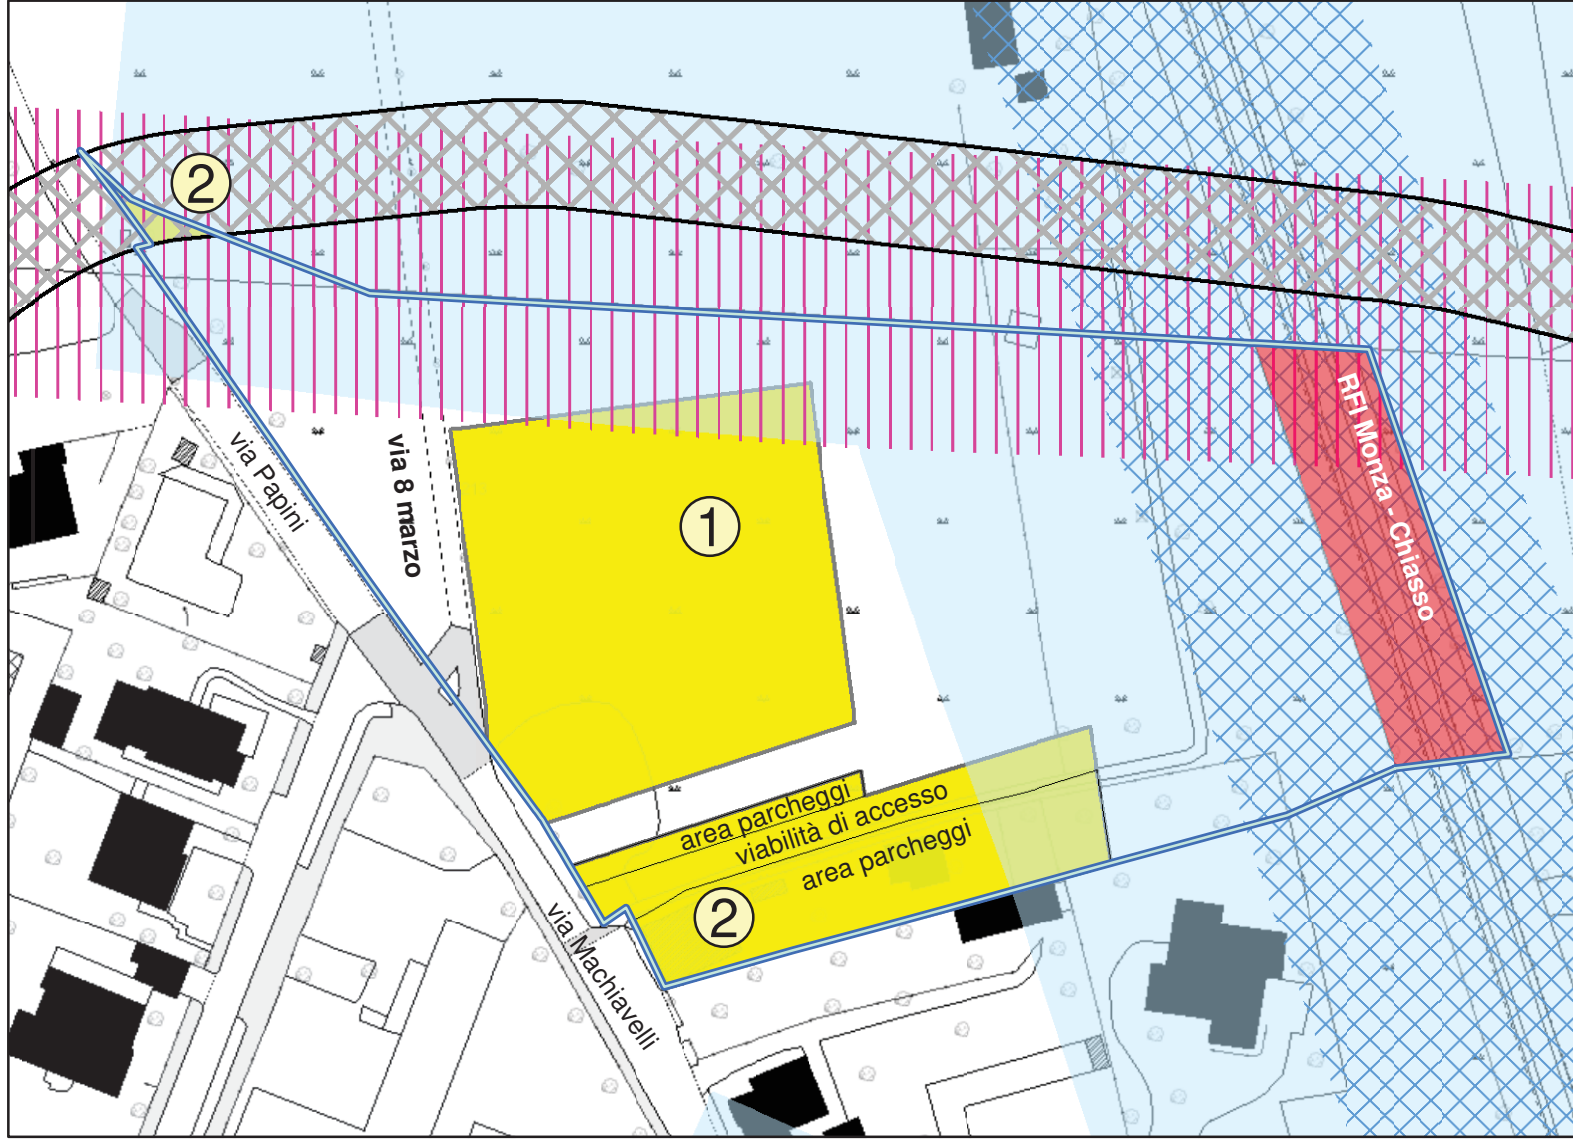 2
RFI Monza - Chiasso
via Papini
via 8 marzo
1
area parcheggi
viabilità di accesso
area parcheggi
2
via Machiavelli